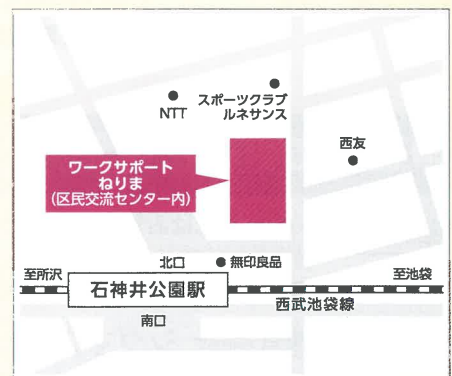 スポーツクラブ
ルネサンス
NTT
西友
ワークサポート
ねりま
(区民交流センター内)
北口
無印良品
至所沢
至池袋
石神井公園駅
西武池袋線
南口